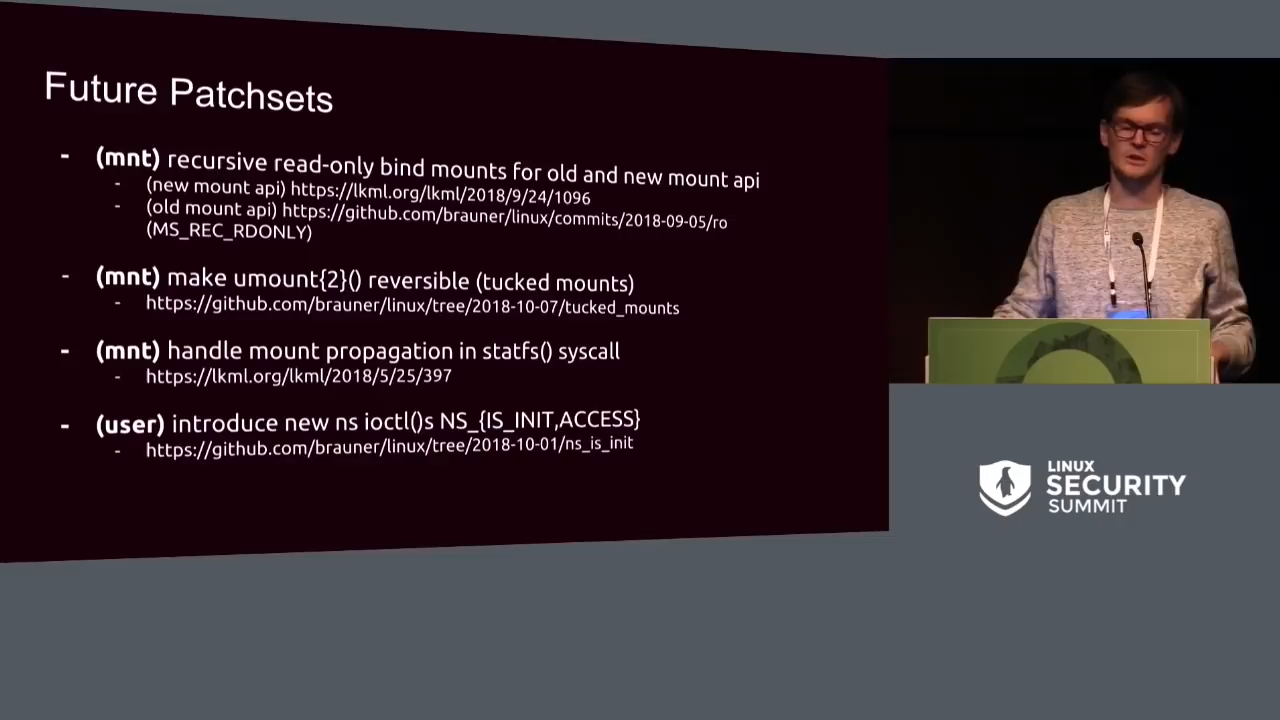 Future Patchsets
- (mnt) recursive read-only bind mounts for old and new mount api
- (new mount api) https://lkml.org/lkml/2018/9/24/1096
- (old mount api) https://github.com/brauner/linux/commits/2018-09-05/ro
(MS_REC_RDONLY)
- (mnt) make umount{2}() reversible (tucked mounts)
- https://github.com/brauner/linux/tree/2018-10-07/tucked_mounts
- (mnt) handle mount propagation in statfs() syscall
- https://lkml.org/lkml/2018/5/25/397
- (user) introduce new ns ioctl()s NS_{IS_INIT,ACCESS}
- https://github.com/brauner/linux/tree/2018-10-01/ns_is_init
LINUX
SECURITY
SUMMIT